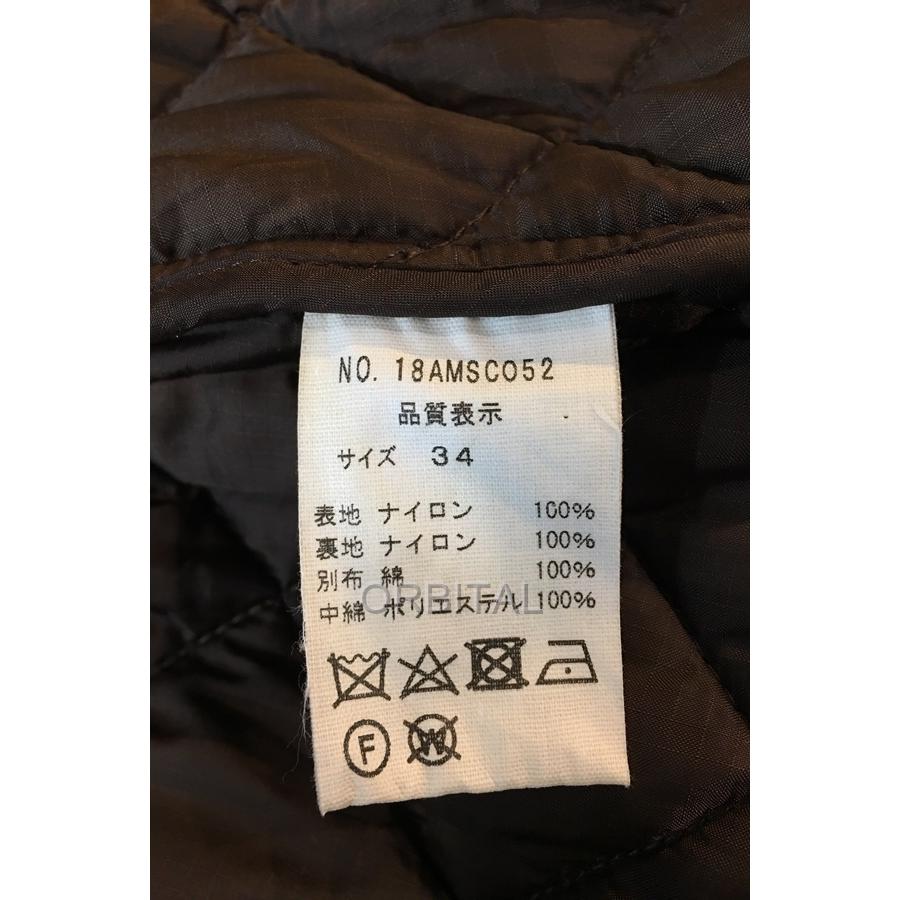 NO. 18AMSCO52
品質表示
サイズ 34
表地 ナイロン 100%
裏地 ナイロン 100%
別布 綿 100%
中綿 ポリエステル 100%
ORBITAL
F W